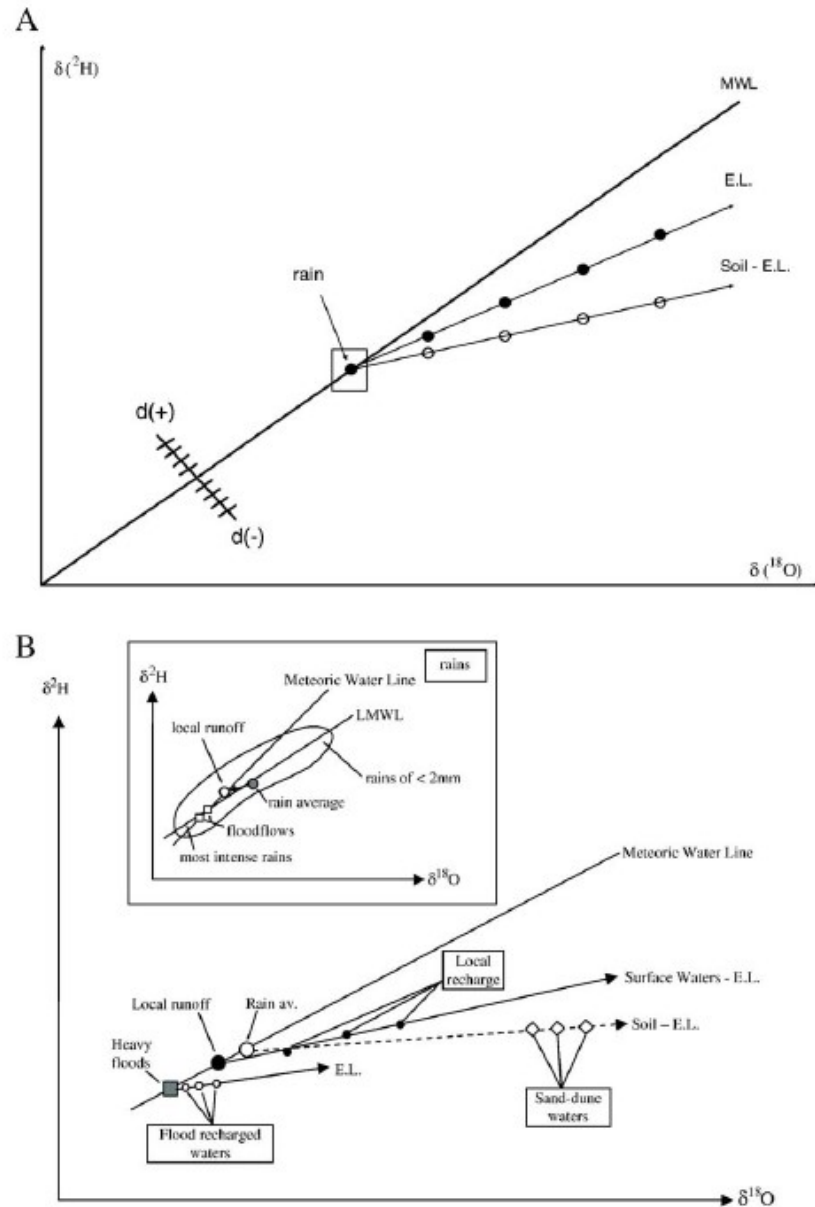 A
δ(²H)
MWL
E.L.
Soil - E.L.
rain
d(+)
d(-)
δ(¹⁸O)
B
δ²H
rains
δ²H
Meteoric Water Line
LMWL
local runoff
rains of < 2mm
rain average
floodflows
most intense rains
δ¹⁸O
Meteoric Water Line
Local
recharge
Surface Waters - E.L.
Local runoff
Rain av.
Soil – E.L.
Heavy
floods
E.L.
Flood recharged
waters
Sand-dune
waters
δ¹⁸O